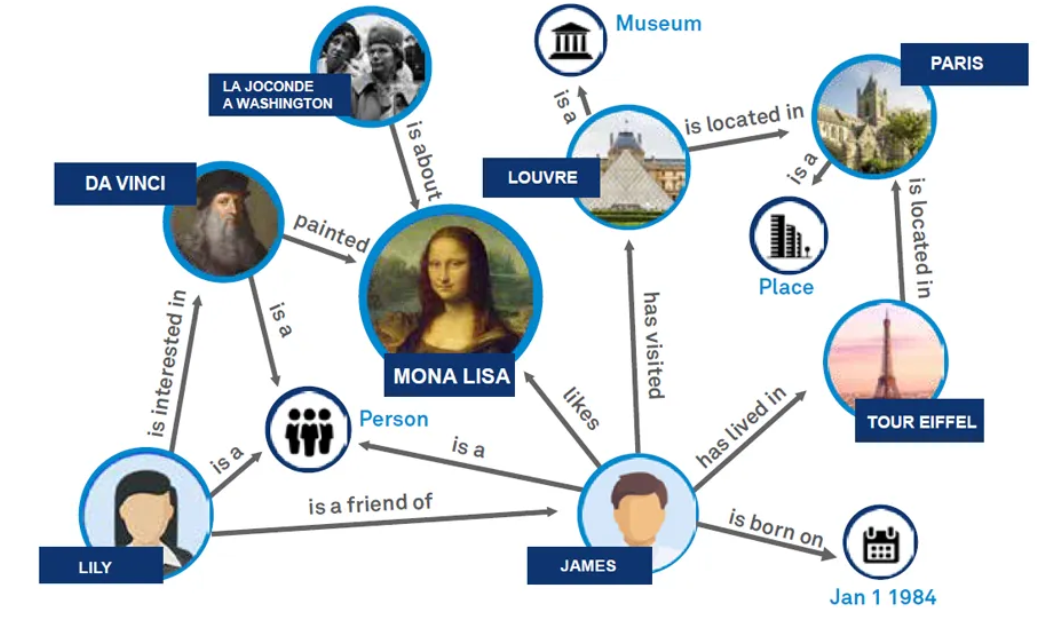 Museum
PARIS
LA JOCONDE
A WASHINGTON
is a
is located in
is about
LOUVRE
is a
DA VINCI
painted
Place
is located in
is interested in
is a
has visited
MONA LISA
likes
has lived in
TOUR EIFFEL
Person
is a
is a
is a friend of
is born on
LILY
JAMES
Jan 1 1984